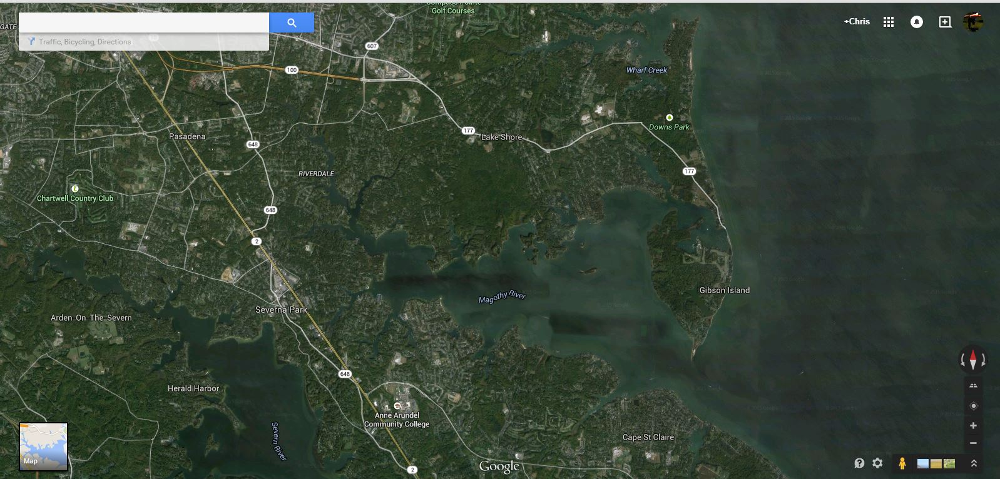 Golf Courses
GATE
+Chris
Traffic, Bicycling, Directions
607
100
Wharf Creek
177
Downs Park
Pasadena
Lake Shore
648
RIVERDALE
177
Chartwell Country Club
648
2
Magothy River
Gibson Island
Severna Park
Arden-On-The-Severn
648
Herald Harbor
Anne Arundel
Community College
Severn River
Cape St Claire
Map
Google
2